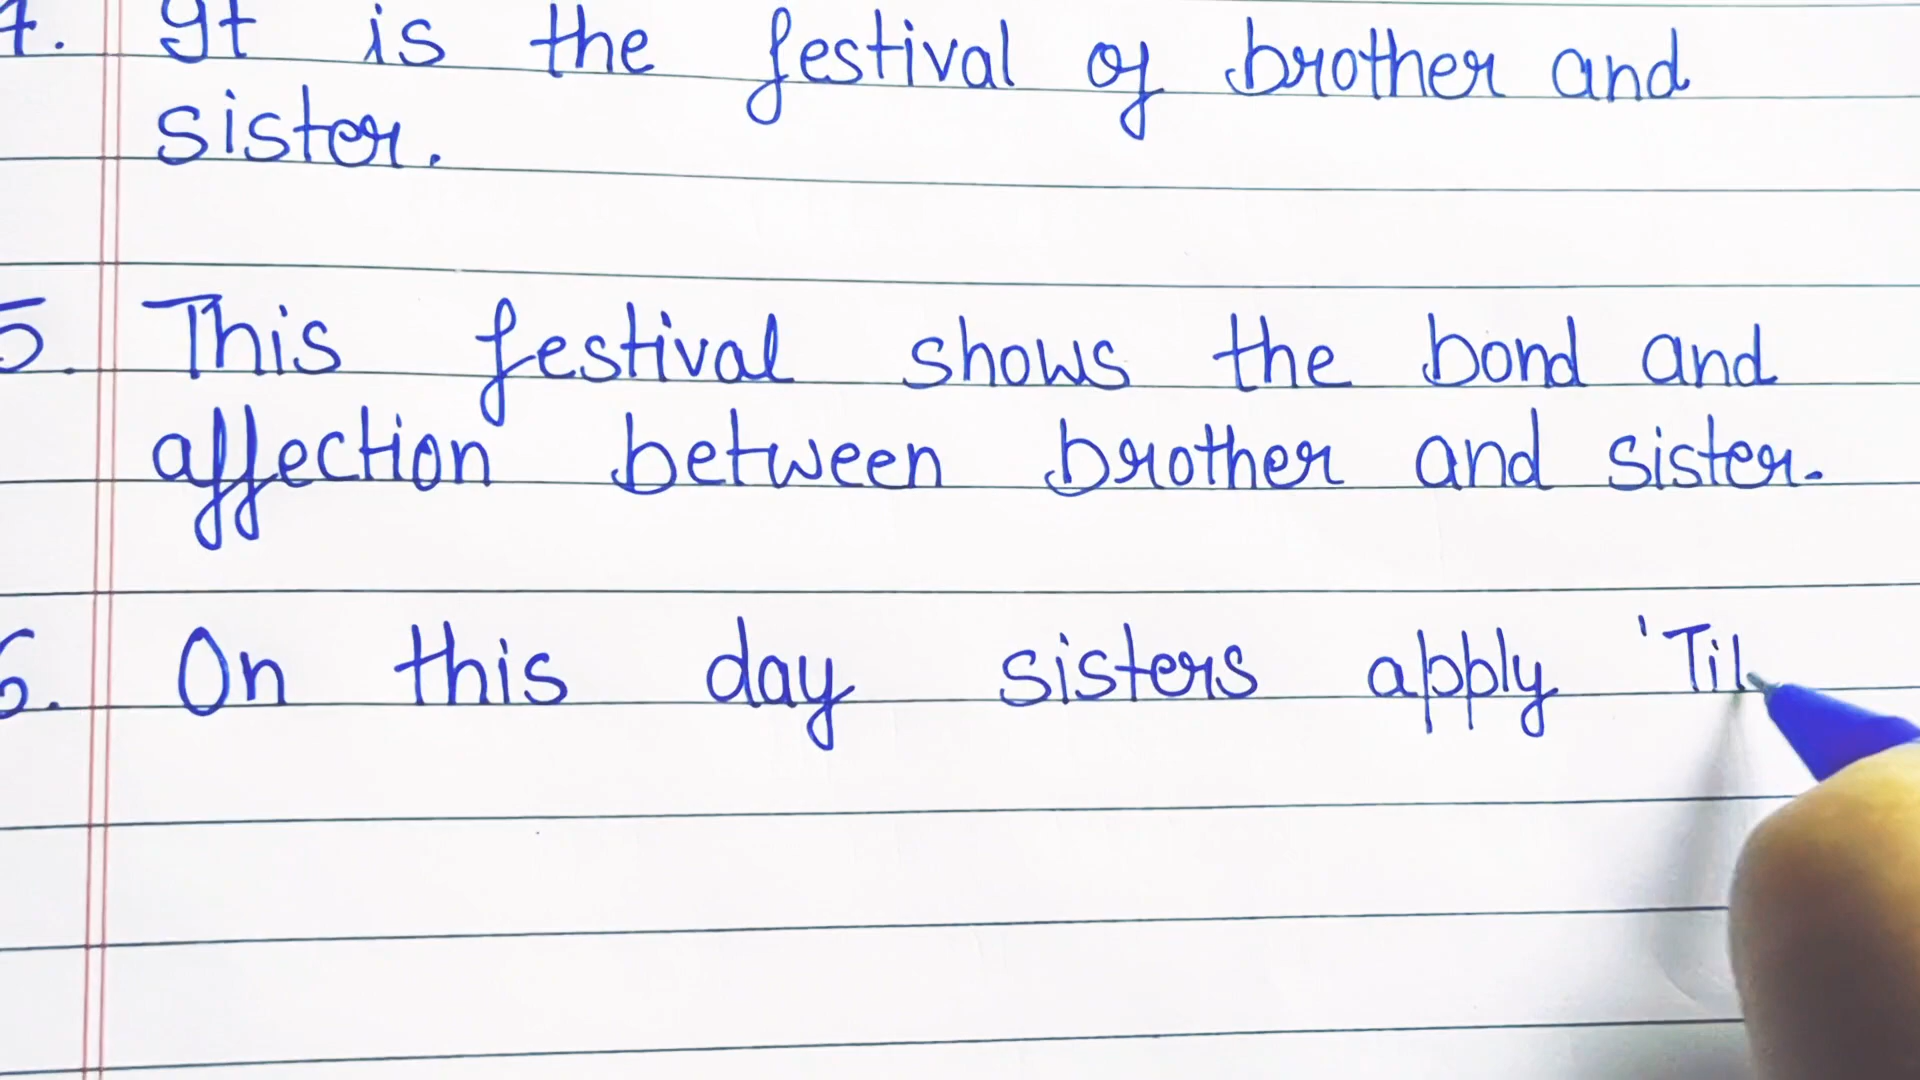 4. It is the festival of brother and
sister.
5. This festival shows the bond and
affection between brother and sister.
6. On this day sisters apply 'Til